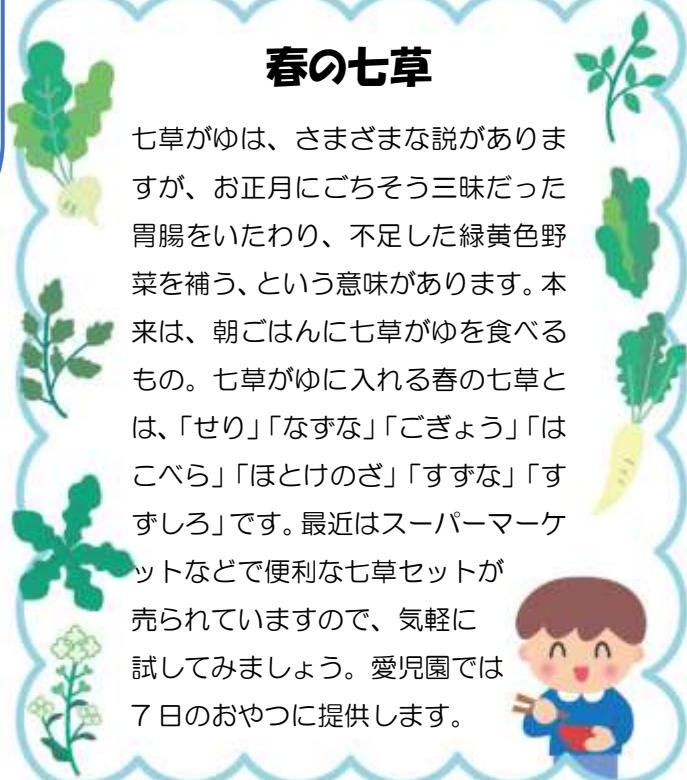 春の七草
七草がゆは、さまざまな説がありま
すが、お正月にごちそう三昧だった
胃腸をいたわり、不足した緑黄色野
菜を補う、という意味があります。本
来は、朝ごはんに七草がゆを食べる
もの。七草がゆに入れる春の七草と
は、「せり」「なずな」「ごぎょう」「は
こべら」「ほとけのざ」「すずな」「す
ずしろ」です。最近はスーパーマーケ
ットなどで便利な七草セットが
売られていますので、気軽に
試してみましょう。愛児園では
7日のおやつに提供します。